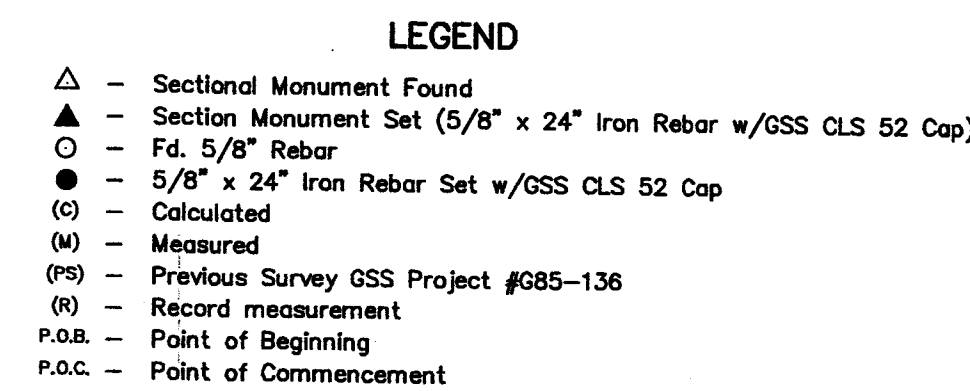 LEGEND
– Sectional Monument Found
– Section Monument Set (5/8" x 24" Iron Rebar w/GSS CLS 52 Cap)
– Fd. 5/8" Rebar
– 5/8" x 24" Iron Rebar Set w/GSS CLS 52 Cap
(C) – Calculated
(M) – Measured
(PS) – Previous Survey GSS Project #G85–136
(R) – Record measurement
P.O.B. – Point of Beginning
P.O.C. – Point of Commencement